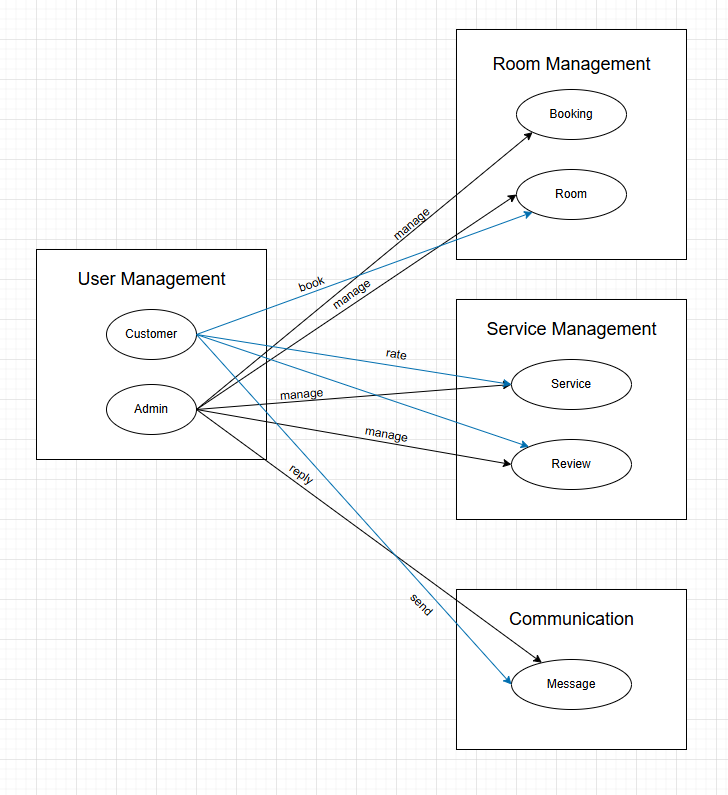 Room Management
Booking
Room
manage
book
manage
User Management
Customer
Admin
Service Management
rate
Service
manage
manage
Review
reply
send
Communication
Message